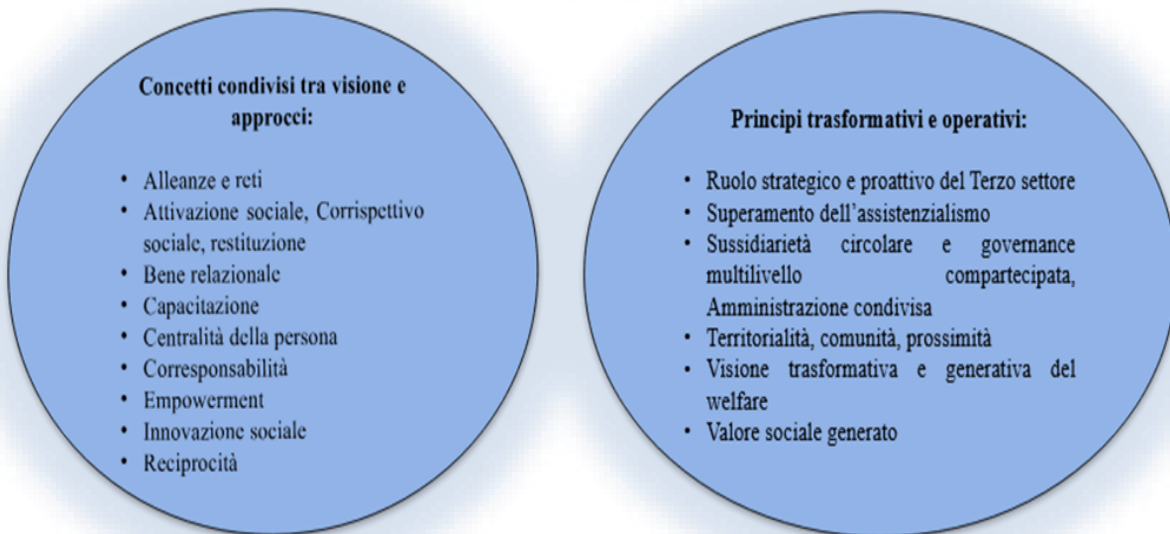 Concetti condivisi tra visione e
approcci:
• Alleanze e reti
• Attivazione sociale, Corrispettivo
sociale, restituzione
• Bene relazionale
• Capacitazione
• Centralità della persona
• Corresponsabilità
• Empowerment
• Innovazione sociale
• Reciprocità
Principi trasformativi e operativi:
• Ruolo strategico e proattivo del Terzo settore
• Superamento dell’assistenzialismo
• Sussidiarietà circolare e governance
multilivello compartecipata,
Amministrazione condivisa
• Territorialità, comunità, prossimità
• Visione trasformativa e generativa del
welfare
• Valore sociale generato